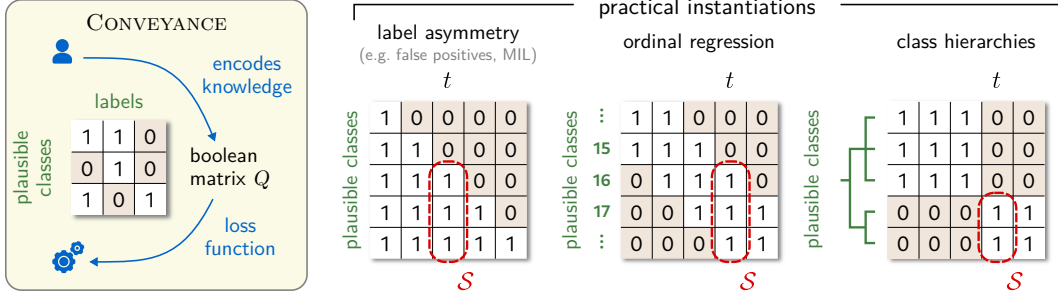 CONVEYANCE
encodes
knowledge
labels
plausible
classes
1 1 0
0 1 0
1 0 1
boolean
matrix Q
loss
function
practical instantiations
label asymmetry
(e.g. false positives, MIL)
t
plausible classes
1 0 0 0 0
1 1 0 0 0
1 1 1 0 0
1 1 1 1 0
1 1 1 1 1
S
ordinal regression
t
plausible classes
... 1 1 0 0 0
15 1 1 1 0 0
16 0 1 1 1 0
17 0 0 1 1 1
... 0 0 0 1 1
S
class hierarchies
t
plausible classes
1 1 1 0 0
1 1 1 0 0
1 1 1 0 0
0 0 0 1 1
0 0 0 1 1
S